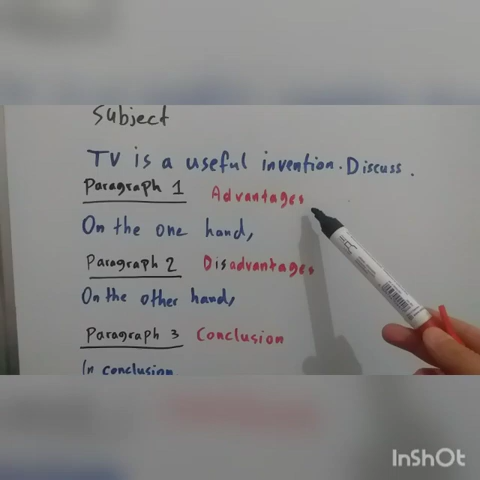 Subject
TV is a useful invention. Discuss.
Paragraph 1 Advantages
On the one hand,
Paragraph 2 Disadvantages
On the other hand,
Paragraph 3 Conclusion
In conclusion
InShOt